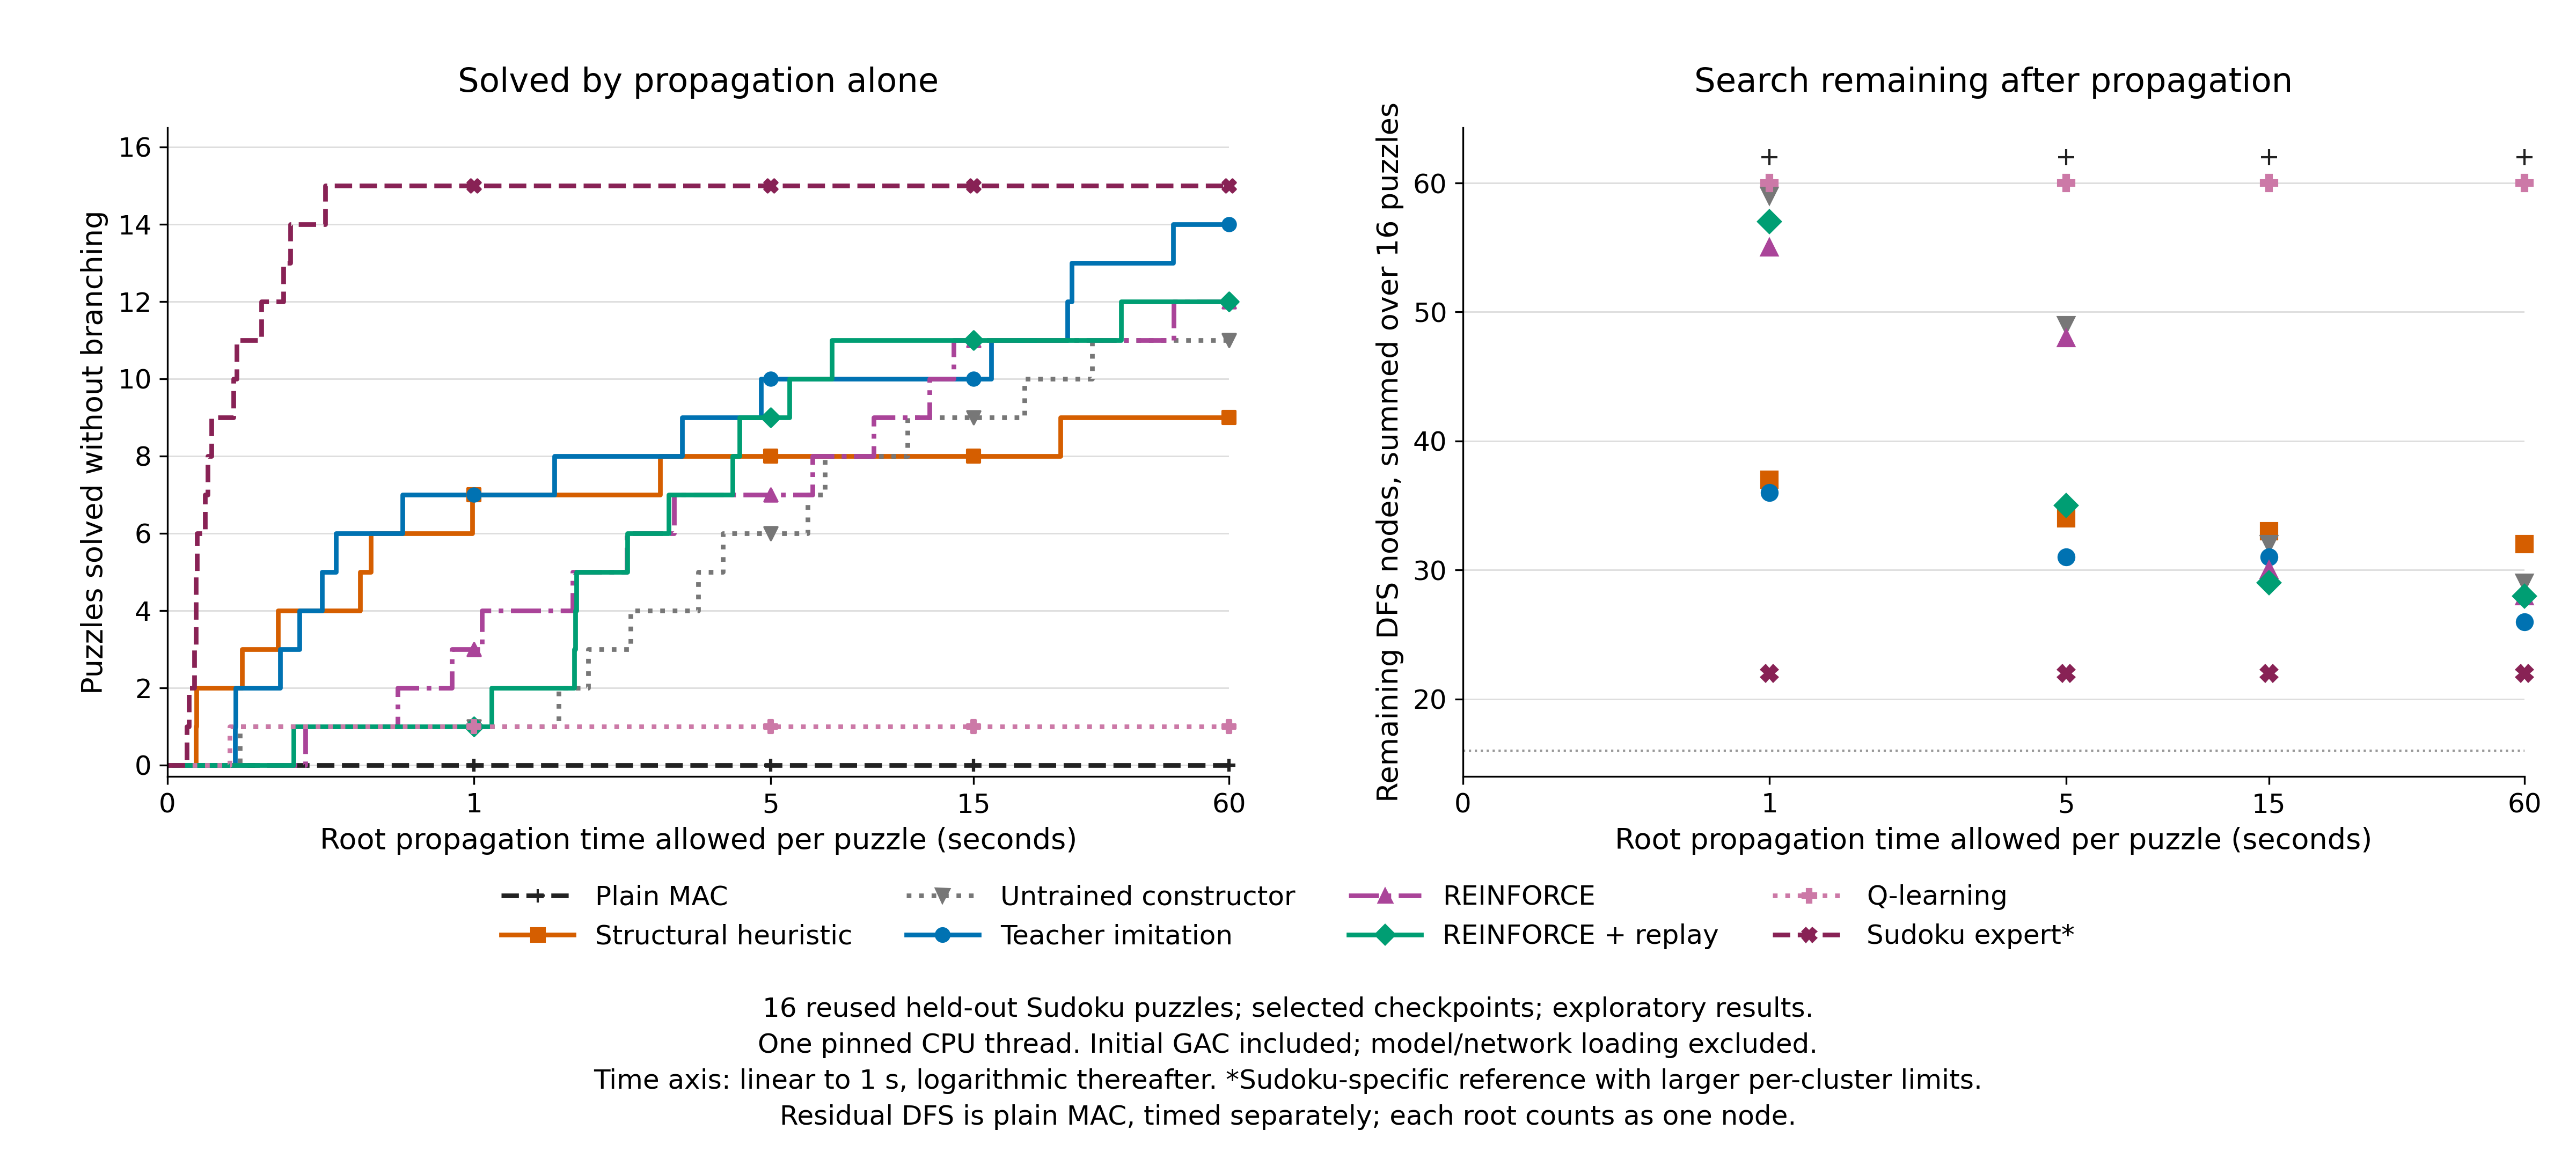 Solved by propagation alone
Puzzles solved without branching
16
14
12
10
8
6
4
2
0
0 1 5 15 60
Root propagation time allowed per puzzle (seconds)
Search remaining after propagation
Remaining DFS nodes, summed over 16 puzzles
60
50
40
30
20
0 1 5 15 60
Root propagation time allowed per puzzle (seconds)
Plain MAC
Structural heuristic
Untrained constructor
Teacher imitation
REINFORCE
REINFORCE + replay
Q-learning
Sudoku expert*
16 reused held-out Sudoku puzzles; selected checkpoints; exploratory results.
One pinned CPU thread. Initial GAC included; model/network loading excluded.
Time axis: linear to 1 s, logarithmic thereafter. *Sudoku-specific reference with larger per-cluster limits.
Residual DFS is plain MAC, timed separately; each root counts as one node.